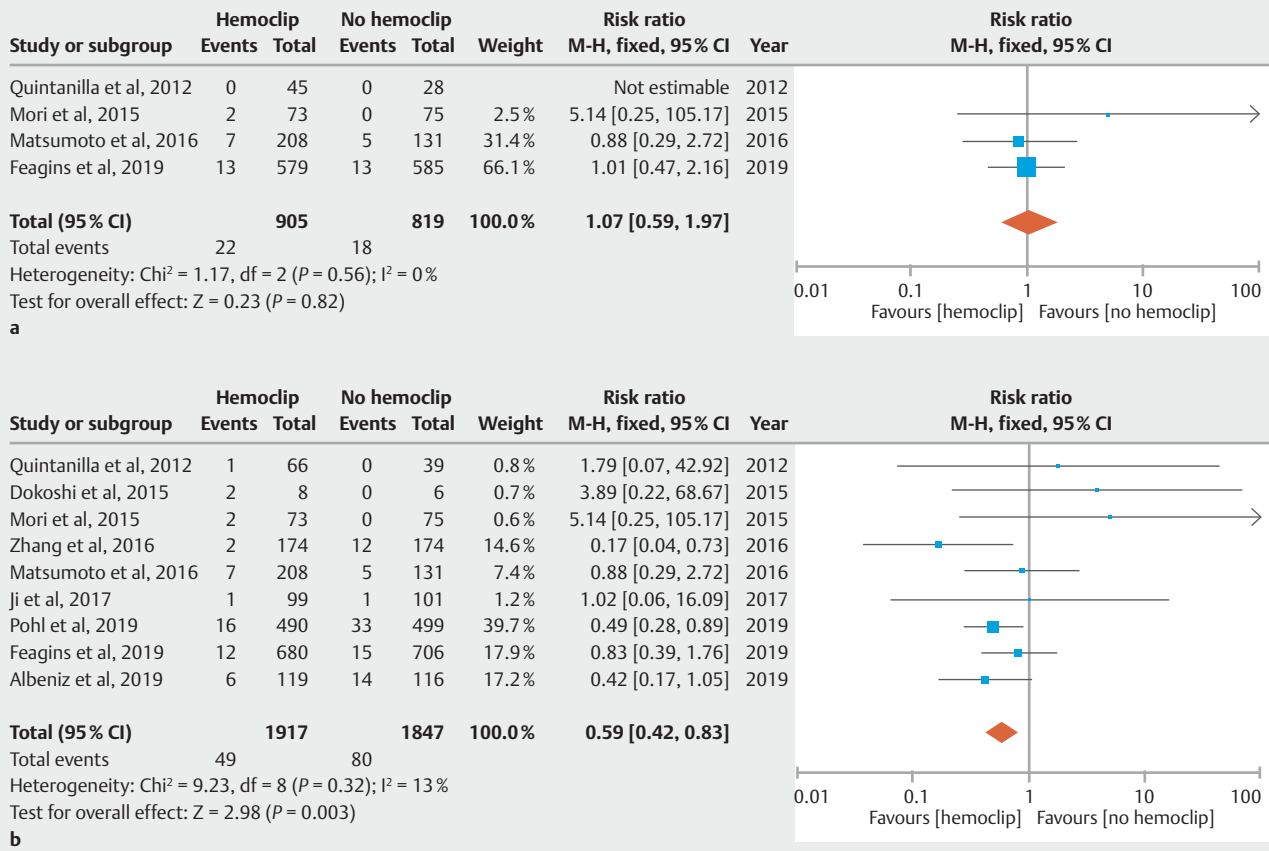 Hemoclip No hemoclip Risk ratio Risk ratio
Study or subgroup Events Total Events Total Weight M-H, fixed, 95% CI Year M-H, fixed, 95% CI
Quintanilla et al, 2012 0 45 0 28 Not estimable 2012
Mori et al, 2015 2 73 0 75 2.5% 5.14 [0.25, 105.17] 2015
Matsumoto et al, 2016 7 208 5 131 31.4% 0.88 [0.29, 2.72] 2016
Feagins et al, 2019 13 579 13 585 66.1% 1.01 [0.47, 2.16] 2019
Total (95% CI) 905 819 100.0% 1.07 [0.59, 1.97]
Total events 22 18
Heterogeneity: Chi² = 1.17, df = 2 (P = 0.56); I² = 0%
Test for overall effect: Z = 0.23 (P = 0.82)
0.01 0.1 1 10 100
Favours [hemoclip] Favours [no hemoclip]
a
Hemoclip No hemoclip Risk ratio Risk ratio
Study or subgroup Events Total Events Total Weight M-H, fixed, 95% CI Year M-H, fixed, 95% CI
Quintanilla et al, 2012 1 66 0 39 0.8% 1.79 [0.07, 42.92] 2012
Dokoshi et al, 2015 2 8 0 6 0.7% 3.89 [0.22, 68.67] 2015
Mori et al, 2015 2 73 0 75 0.6% 5.14 [0.25, 105.17] 2015
Zhang et al, 2016 2 174 12 174 14.6% 0.17 [0.04, 0.73] 2016
Matsumoto et al, 2016 7 208 5 131 7.4% 0.88 [0.29, 2.72] 2016
Ji et al, 2017 1 99 1 101 1.2% 1.02 [0.06, 16.09] 2017
Pohl et al, 2019 16 490 33 499 39.7% 0.49 [0.28, 0.89] 2019
Feagins et al, 2019 12 680 15 706 17.9% 0.83 [0.39, 1.76] 2019
Albeniz et al, 2019 6 119 14 116 17.2% 0.42 [0.17, 1.05] 2019
Total (95% CI) 1917 1847 100.0% 0.59 [0.42, 0.83]
Total events 49 80
Heterogeneity: Chi² = 9.23, df = 8 (P = 0.32); I² = 13%
Test for overall effect: Z = 2.98 (P = 0.003)
0.01 0.1 1 10 100
Favours [hemoclip] Favours [no hemoclip]
b